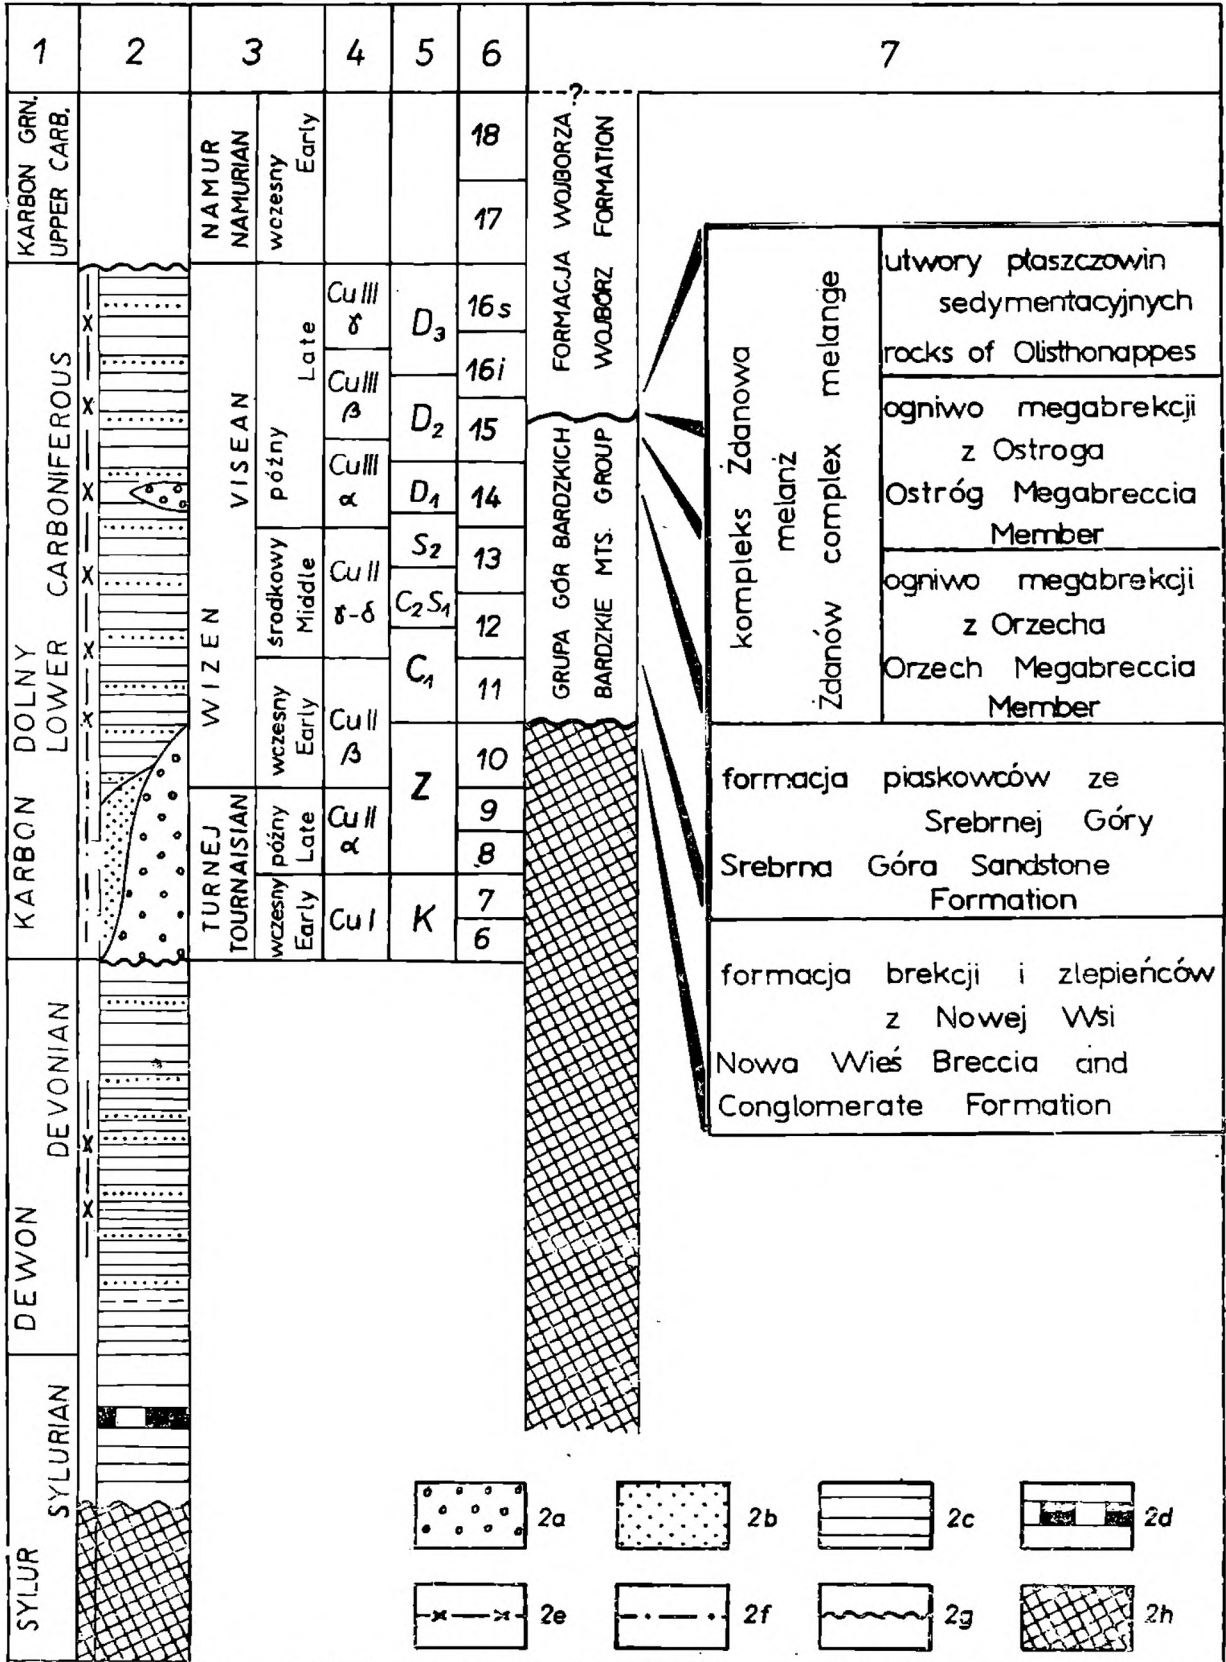 1
2
3
4
5
6
7
KARBON GRN.
UPPER CARB.
KARBON DOLNY
LOWER CARBONIFEROUS
DEWON
DEVONIAN
SYLUR
SYLURIAN
NAMUR
NAMURIAN
WIZEN
VISEAN
TURNEJ
TOURNAISIAN
wczesny
Early
późny
Late
środkowy
Middle
wczesny
Early
późny
Late
wczesny
Early
Cu III
γ
Cu III
β
Cu III
α
Cu II
γ-δ
Cu II
β
Cu II
α
Cu I
D₃
D₂
D₁
S₂
C₂S₁
C₁
Z
K
18
17
16s
16i
15
14
13
12
11
10
9
8
7
6
?
FORMACJA WOJBORZA
WOJBÓRZ FORMATION
GRUPA GÓR BARDZKICH
BARDZKIE MTS. GROUP
kompleks Żdanowa
melanż
Żdanów complex melange
utwory płaszczowin
sedymentacyjnych
rocks of Olisthonappes
ogniwo megabrekcji
z Ostroga
Ostróg Megabreccia
Member
ogniwo megabrekcji
z Orzecha
Orzech Megabreccia
Member
formacja piaskowców ze
Srebrnej Góry
Srebrna Góra Sandstone
Formation
formacja brekcji i zlepieńców
z Nowej Wsi
Nowa Wieś Breccia and
Conglomerate Formation
2a
2b
2c
2d
2e
2f
2g
2h